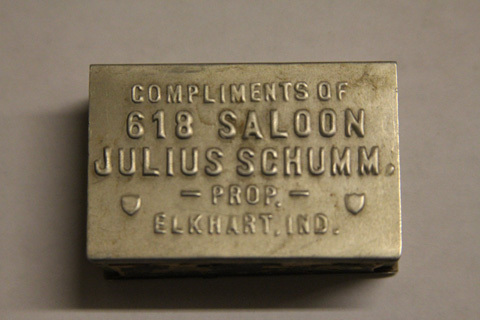 COMPLIMENTS OF
618 SALOON
JULIUS SCHUMM.
- PROP. -
ELKHART, IND.